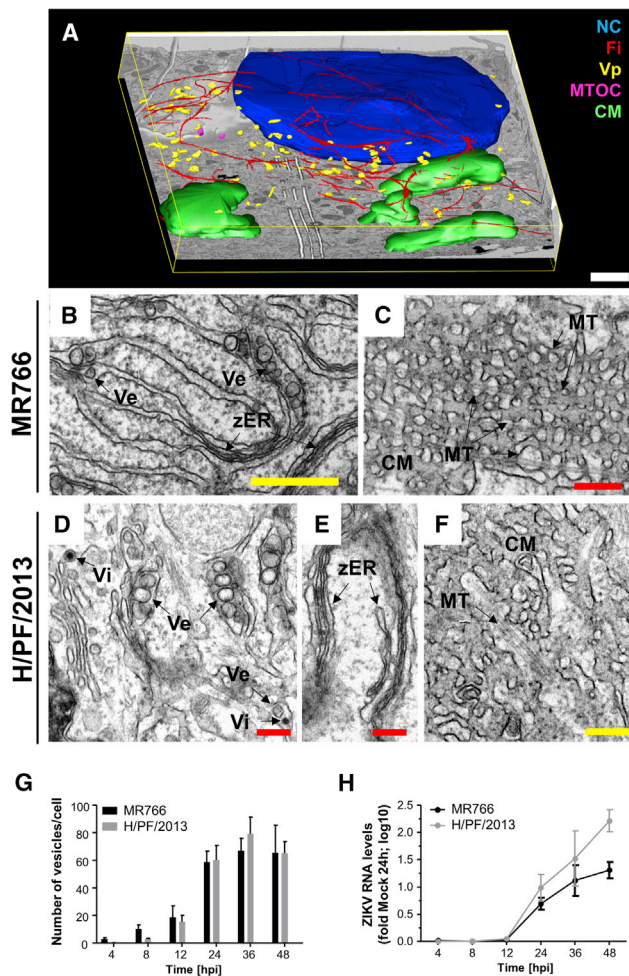 A
NC
Fi
Vp
MTOC
CM
MR766
B
Ve
Ve
zER
C
MT
MT
CM
H/PF/2013
D
Vi
Ve
Ve
Vi
E
zER
F
CM
MT
G
MR766
H/PF/2013
Number of vesicles/cell
100
80
60
40
20
0
4 8 12 24 36 48
Time [hpi]
H
MR766
H/PF/2013
ZIKV RNA levels
(fold Mock 24h; log10)
2.5
2.0
1.5
1.0
0.5
0.0
4 8 12 24 36 48
Time [hpi]